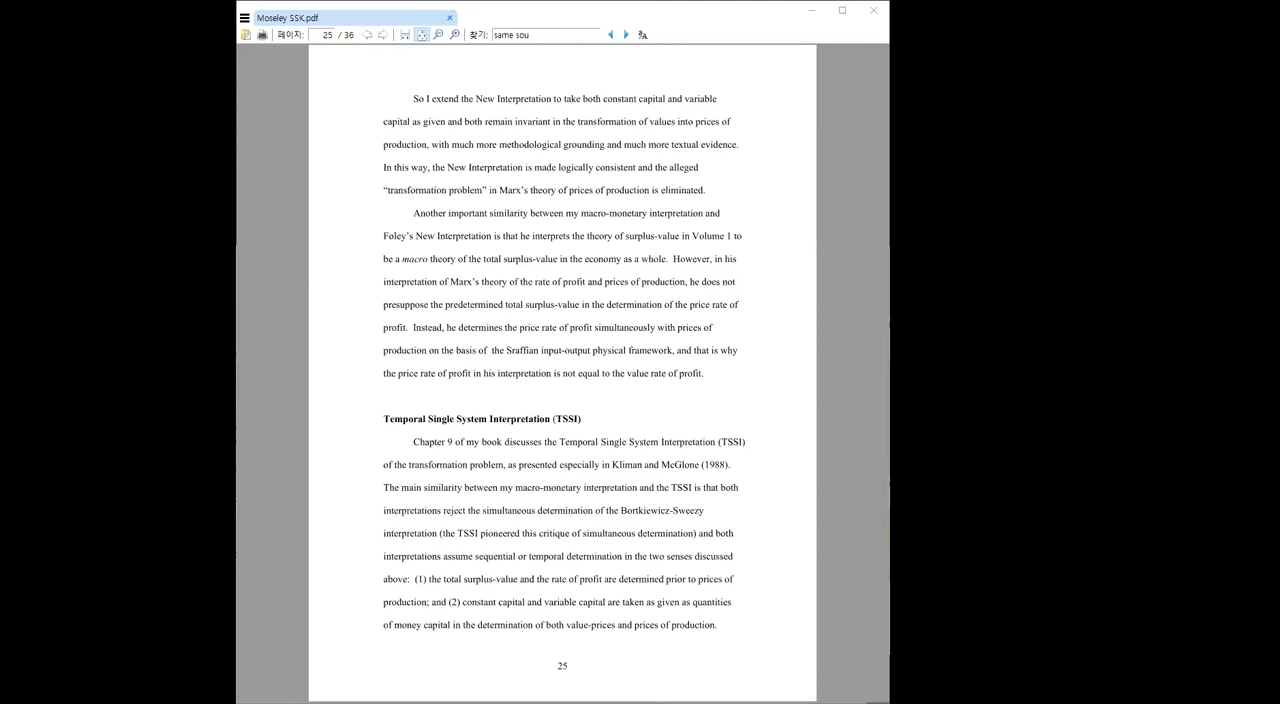 Moseley SSK.pdf
페이지: 25 / 36 찾기: same sou
So I extend the New Interpretation to take both constant capital and variable
capital as given and both remain invariant in the transformation of values into prices of
production, with much more methodological grounding and much more textual evidence.
In this way, the New Interpretation is made logically consistent and the alleged
“transformation problem” in Marx’s theory of prices of production is eliminated.
Another important similarity between my macro-monetary interpretation and
Foley’s New Interpretation is that he interprets the theory of surplus-value in Volume 1 to
be a macro theory of the total surplus-value in the economy as a whole.  However, in his
interpretation of Marx’s theory of the rate of profit and prices of production, he does not
presuppose the predetermined total surplus-value in the determination of the price rate of
profit.  Instead, he determines the price rate of profit simultaneously with prices of
production on the basis of  the Sraffian input-output physical framework, and that is why
the price rate of profit in his interpretation is not equal to the value rate of profit.
Temporal Single System Interpretation (TSSI)
Chapter 9 of my book discusses the Temporal Single System Interpretation (TSSI)
of the transformation problem, as presented especially in Kliman and McGlone (1988).
The main similarity between my macro-monetary interpretation and the TSSI is that both
interpretations reject the simultaneous determination of the Bortkiewicz-Sweezy
interpretation (the TSSI pioneered this critique of simultaneous determination) and both
interpretations assume sequential or temporal determination in the two senses discussed
above:  (1) the total surplus-value and the rate of profit are determined prior to prices of
production; and (2) constant capital and variable capital are taken as given as quantities
of money capital in the determination of both value-prices and prices of production.
25